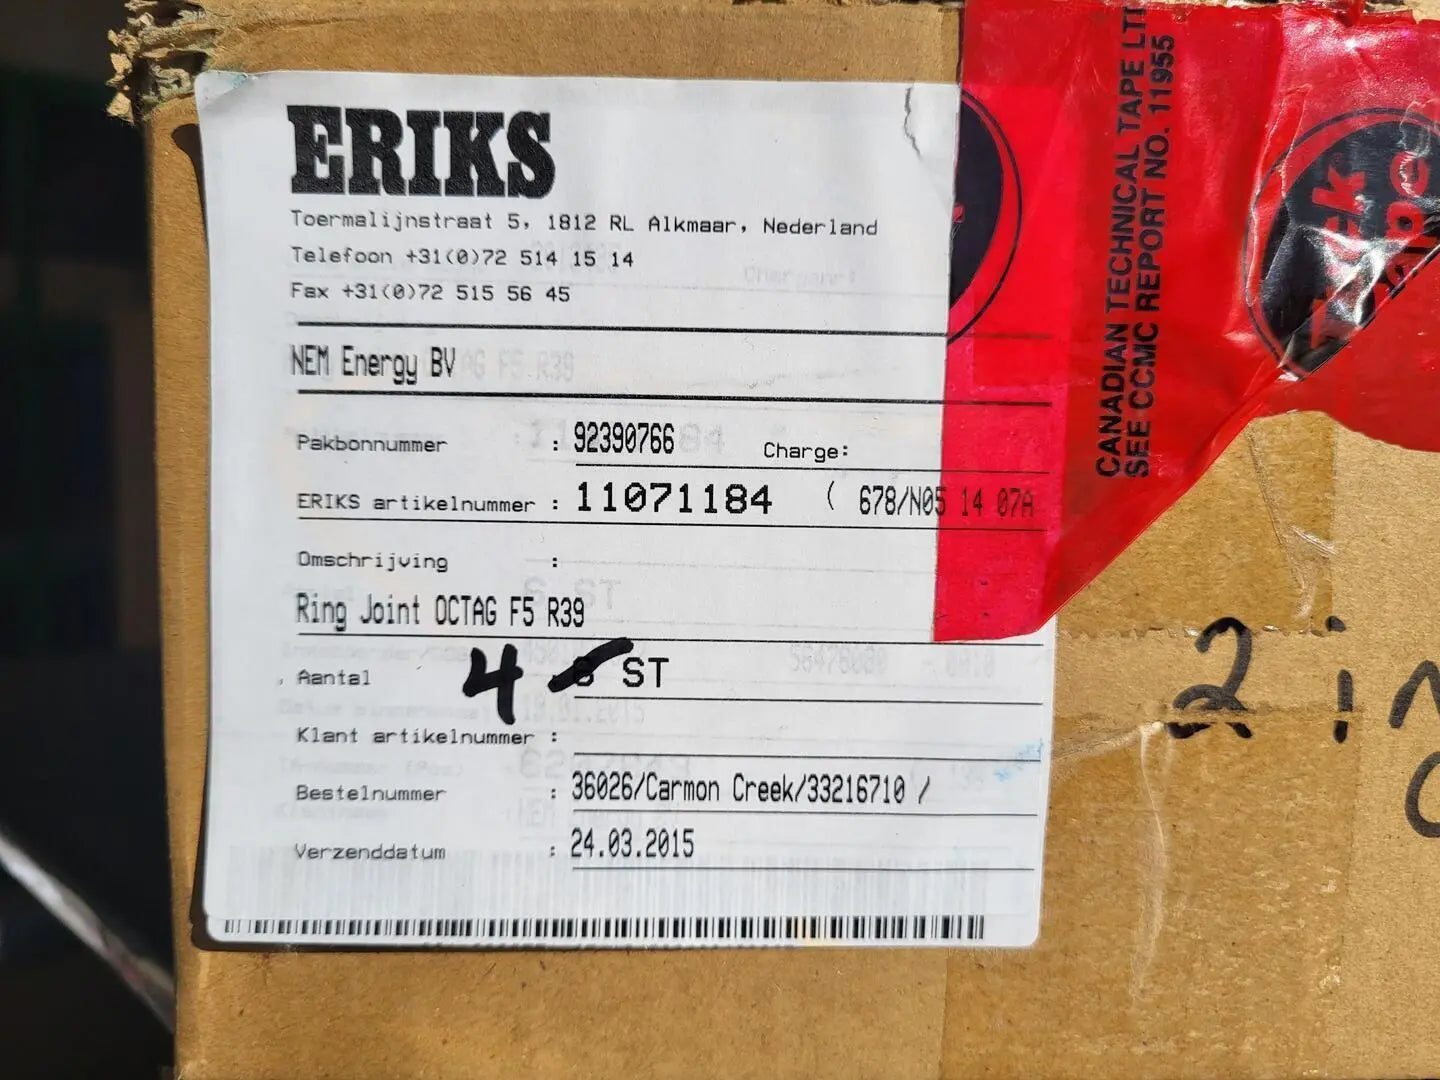 ERIKS
Toermalijnstraat 5, 1812 RL Alkmaar, Nederland
Telefoon +31(0)72 514 15 14
Fax +31(0)72 515 56 45
NEM Energy BV
Pakbonnummer : 92390766 Charge:
ERIKS artikelnummer : 11071184 ( 678/N05 14 07A
Omschrijving :
Ring Joint OCTAG F5 R39
Aantal 4 ST
Klant artikelnummer :
Bestelnummer : 36026/Carmon Creek/33216710 /
Verzenddatum : 24.03.2015
CANADIAN TECHNICAL TAPE LT
SEE CCMC REPORT NO. 11955
Tuck
Tape
2 in